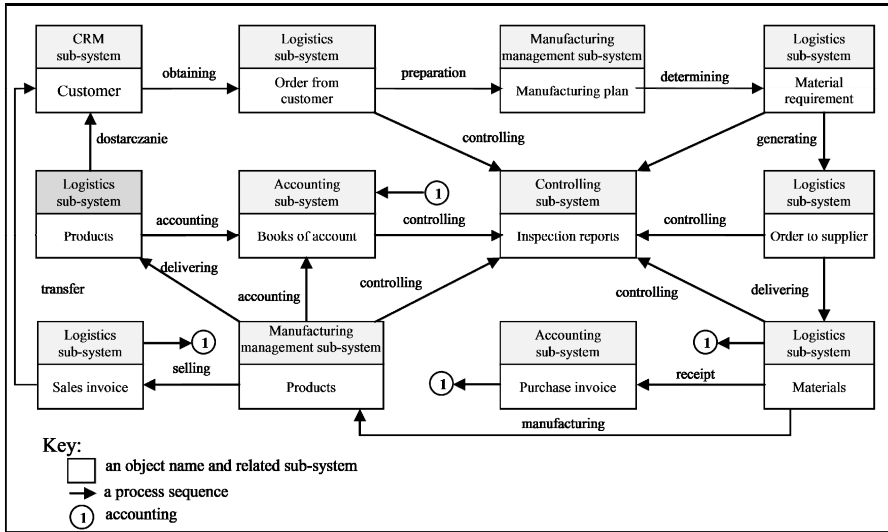 CRM
sub-system
Customer
obtaining
Logistics
sub-system
Order from
customer
preparation
Manufacturing
management sub-system
Manufacturing plan
determining
Logistics
sub-system
Material
requirement
dostarczanie
controlling
generating
Logistics
sub-system
Products
accounting
Accounting
sub-system
Books of account
1
controlling
Controlling
sub-system
Inspection reports
controlling
Logistics
sub-system
Order to supplier
transfer
delivering
accounting
controlling
controlling
delivering
Logistics
sub-system
Sales invoice
1
selling
Manufacturing
management sub-system
Products
1
Accounting
sub-system
Purchase invoice
1
receipt
Logistics
sub-system
Materials
manufacturing
Key:
an object name and related sub-system
a process sequence
1 accounting